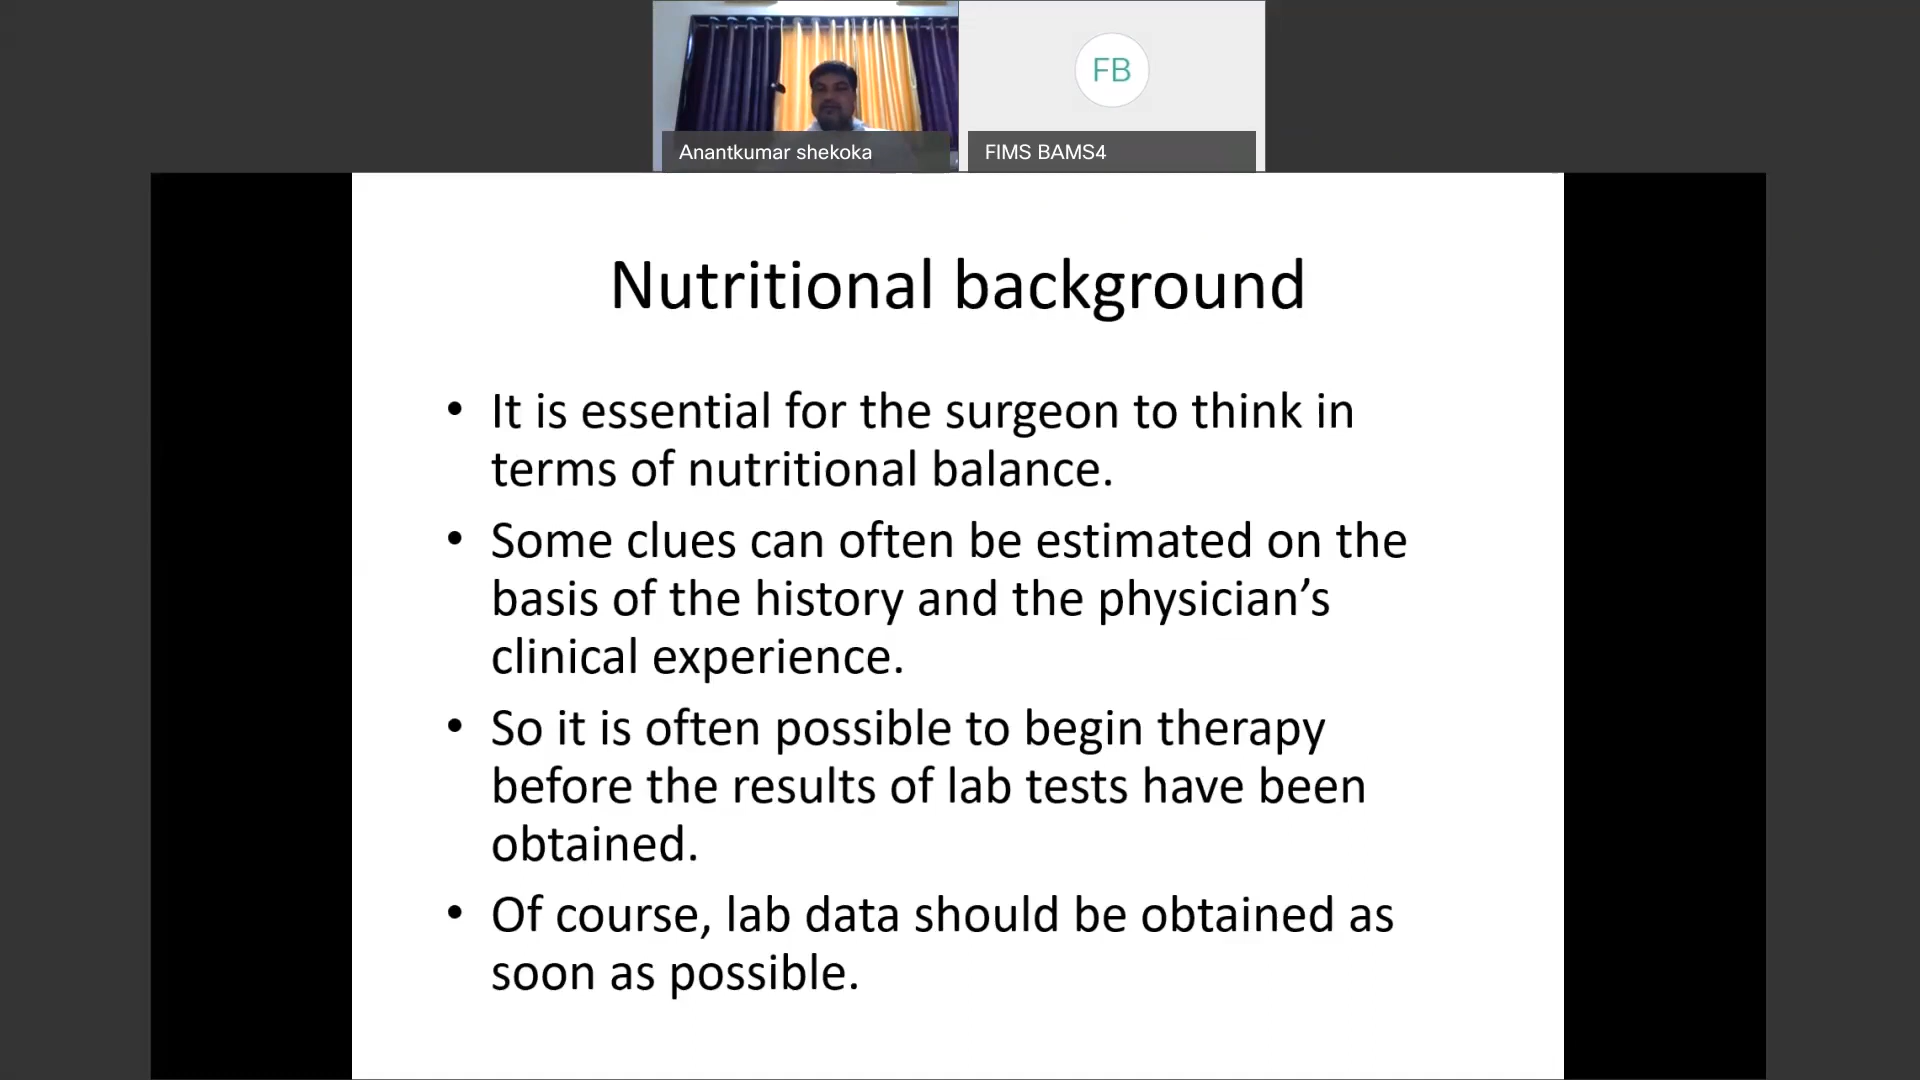 FB
Anantkumar shekoka
FIMS BAMS4
Nutritional background
• It is essential for the surgeon to think in
terms of nutritional balance.
• Some clues can often be estimated on the
basis of the history and the physician’s
clinical experience.
• So it is often possible to begin therapy
before the results of lab tests have been
obtained.
• Of course, lab data should be obtained as
soon as possible.